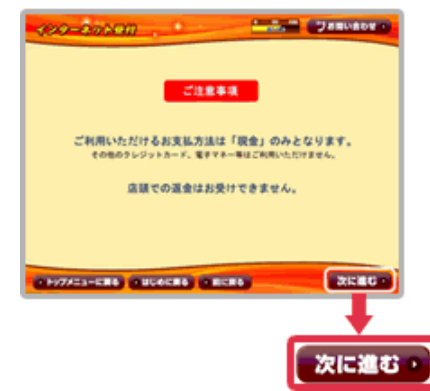 インターネット受付
お問い合わせ
ご注意事項
ご利用いただけるお支払方法は「現金」のみとなります。
その他のクレジットカード、電子マネー等はご利用いただけません。
店頭での返金はお受けできません。
トップメニューに戻る
はじめに戻る
前に戻る
次に進む
次に進む